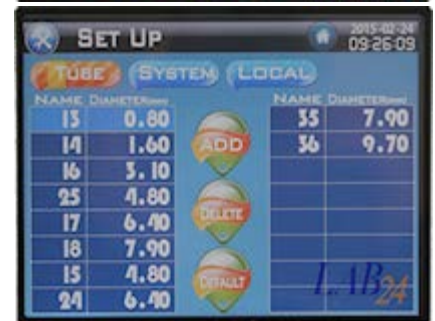 SET UP 2015-02-24
09:26:09
TUBE SYSTEM LOCAL
NAME DIAMETER(mm) NAME DIAMETER(mm)
13 0.80 35 7.90
14 1.60 ADD 36 9.70
16 3.10
25 4.80
17 6.40 DELETE
18 7.90
15 4.80 DEFAULT
24 6.40
LAB24